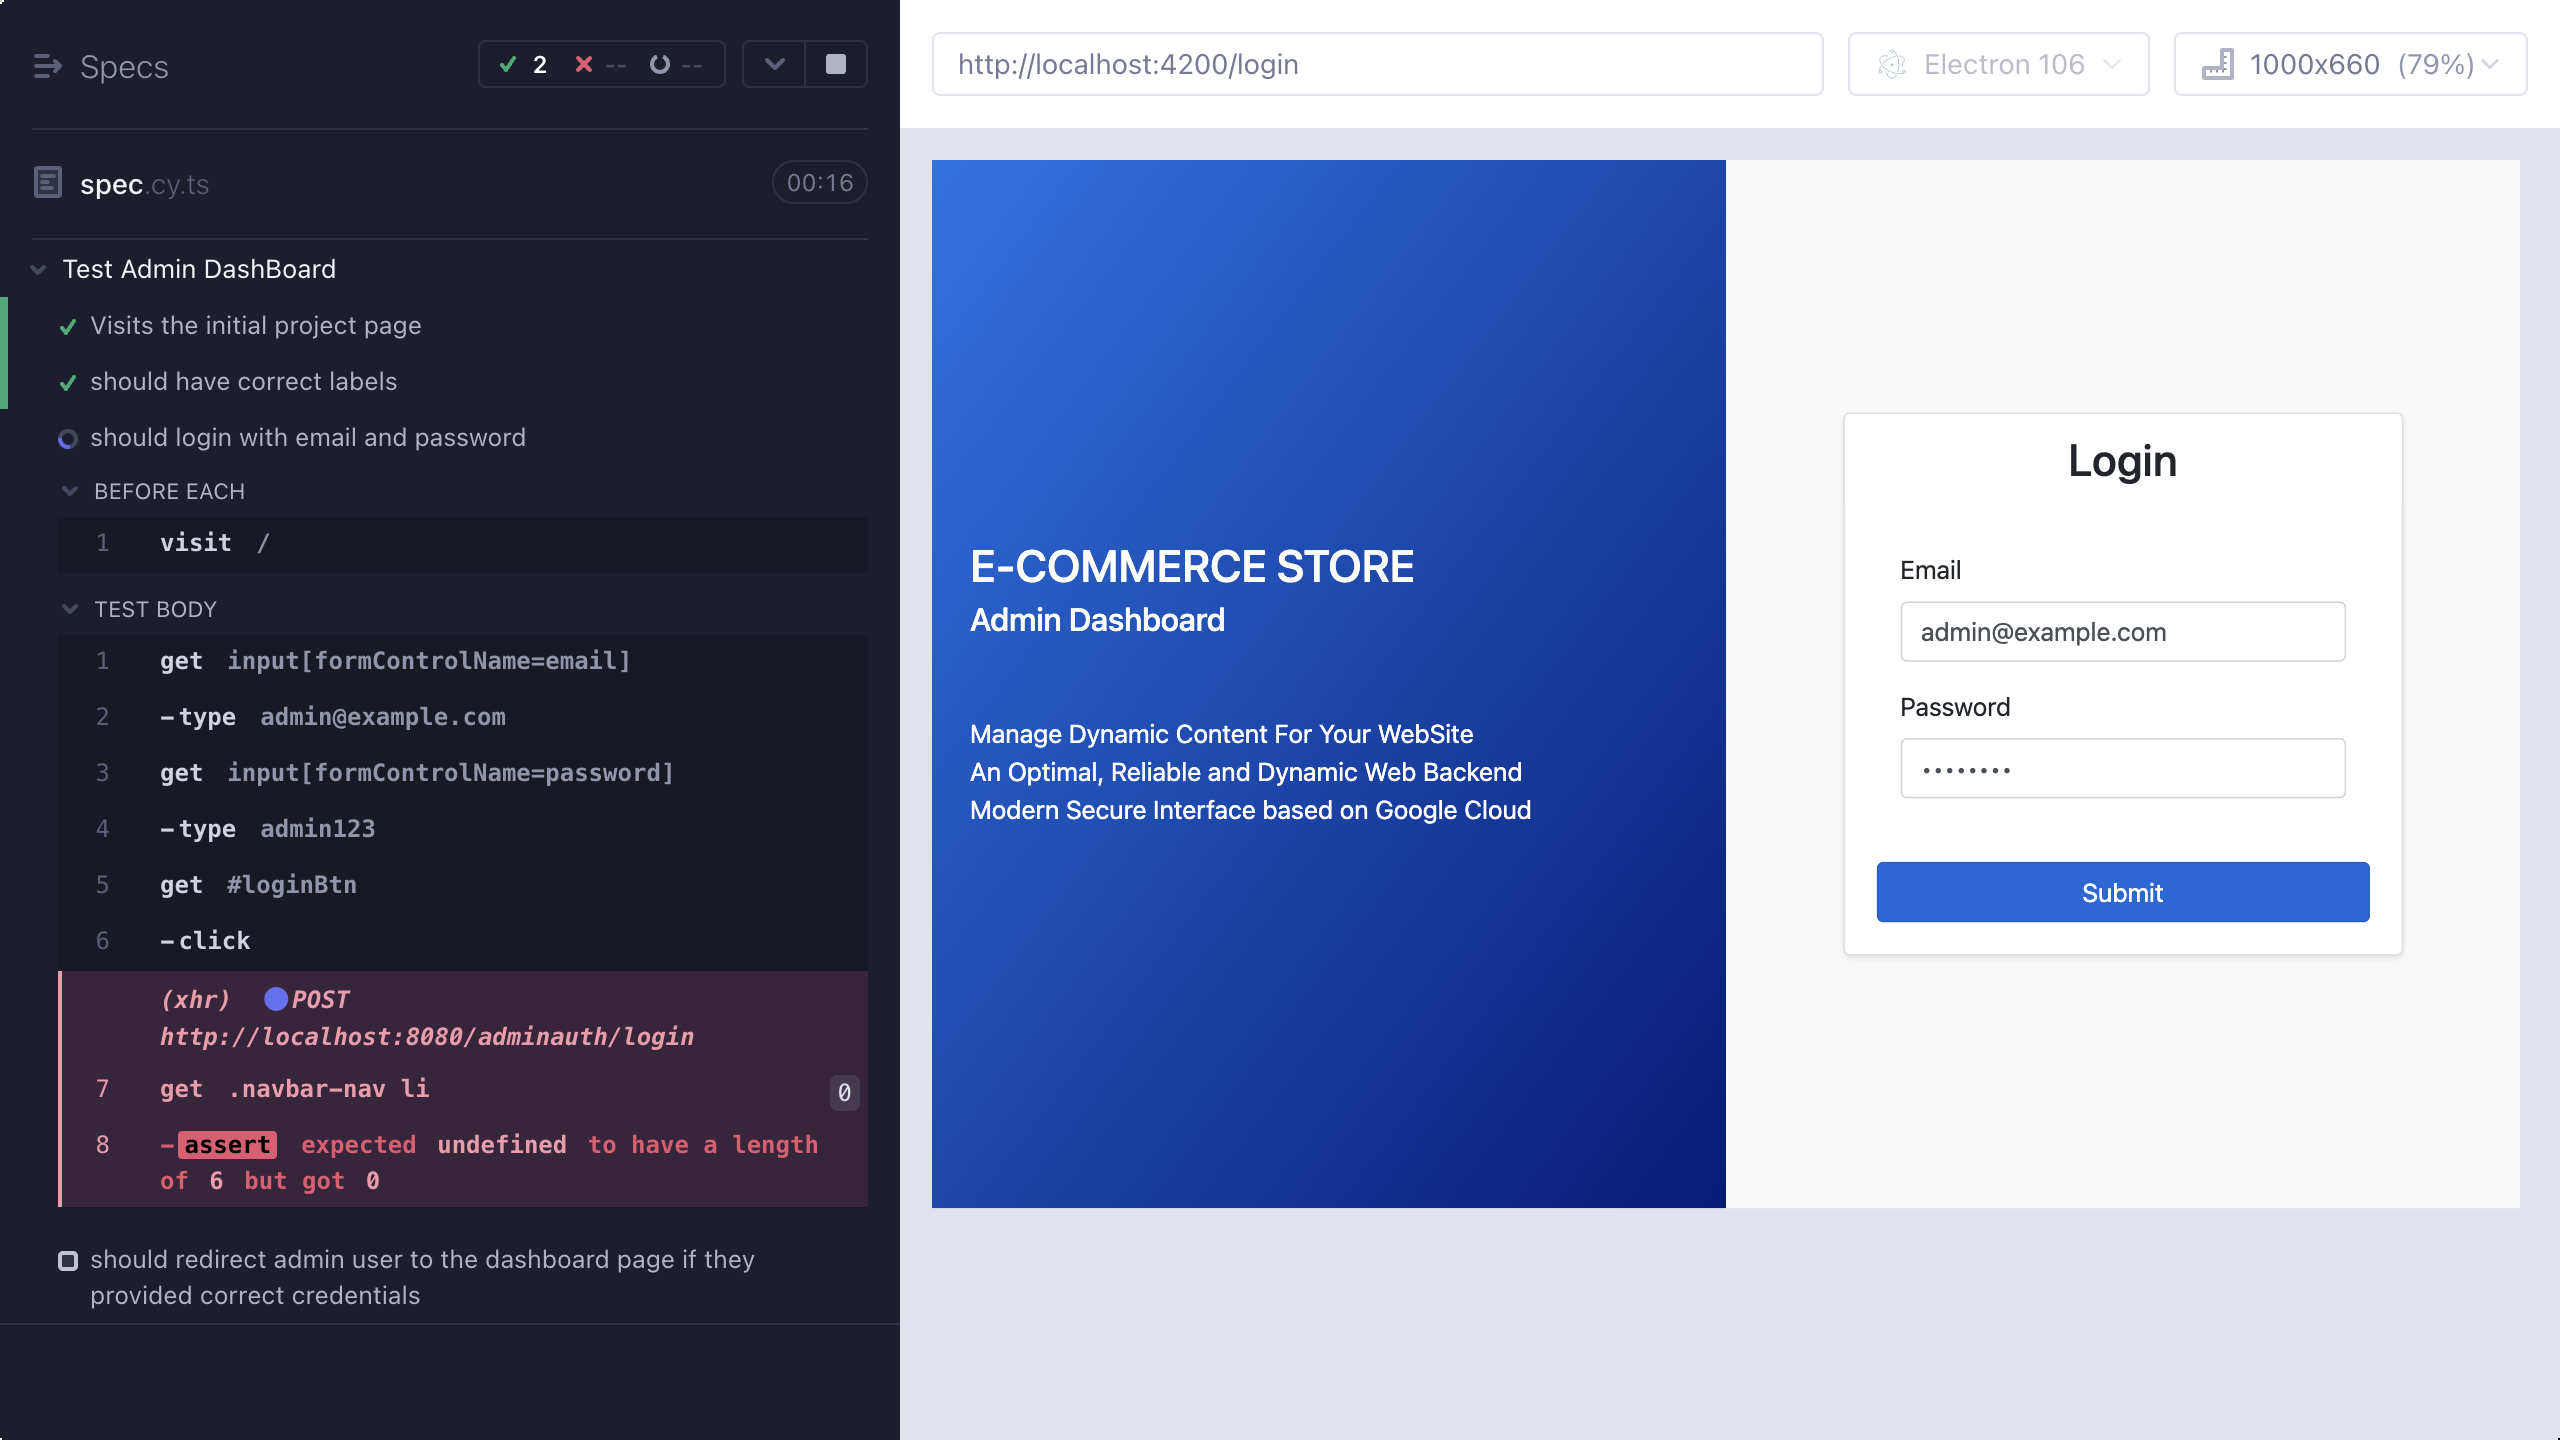 Specs
2 -- --
spec.cy.ts 00:16
Test Admin DashBoard
Visits the initial project page
should have correct labels
should login with email and password
BEFORE EACH
1 visit /
TEST BODY
1 get input[formControlName=email]
2 -type admin@example.com
3 get input[formControlName=password]
4 -type admin123
5 get #loginBtn
6 -click
(xhr) POST
http://localhost:8080/adminauth/login
7 get .navbar-nav li 0
8 -assert expected undefined to have a length
of 6 but got 0
should redirect admin user to the dashboard page if they
provided correct credentials
http://localhost:4200/login
Electron 106
1000x660 (79%)
E-COMMERCE STORE
Admin Dashboard
Manage Dynamic Content For Your WebSite
An Optimal, Reliable and Dynamic Web Backend
Modern Secure Interface based on Google Cloud
Login
Email
admin@example.com
Password
••••••••
Submit